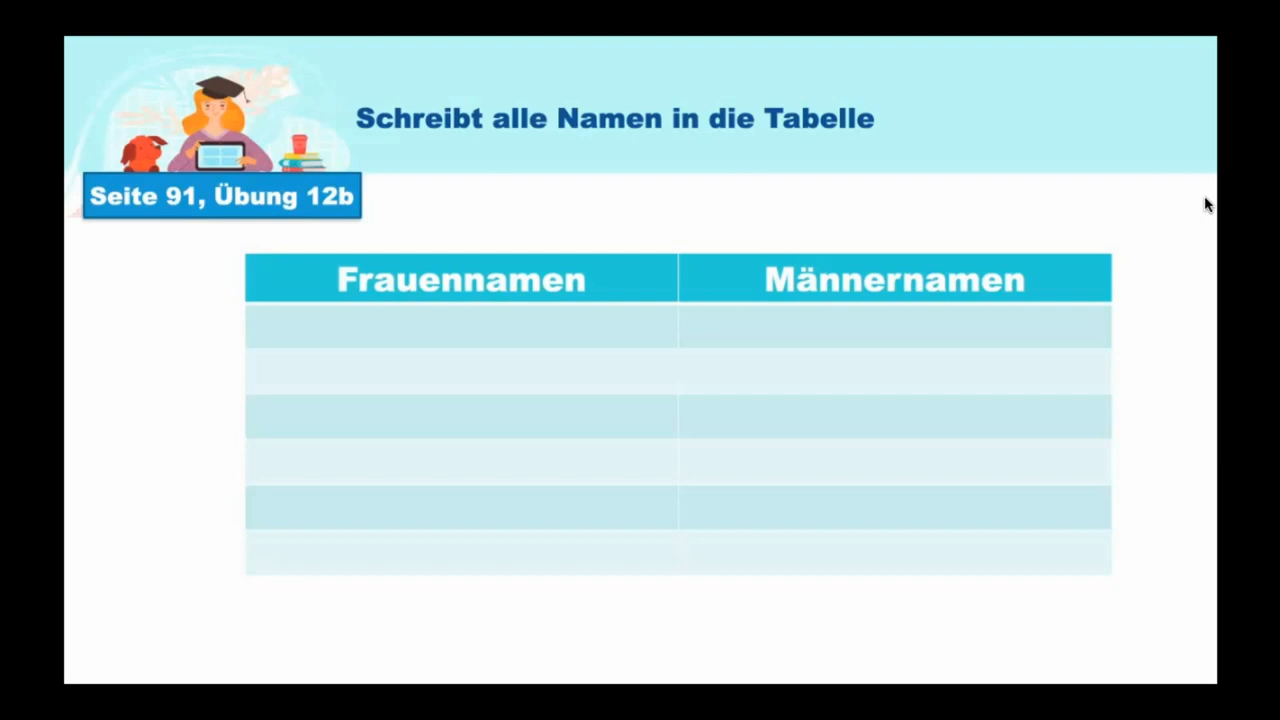 Schreibt alle Namen in die Tabelle
Seite 91, Übung 12b
Frauennamen Männernamen